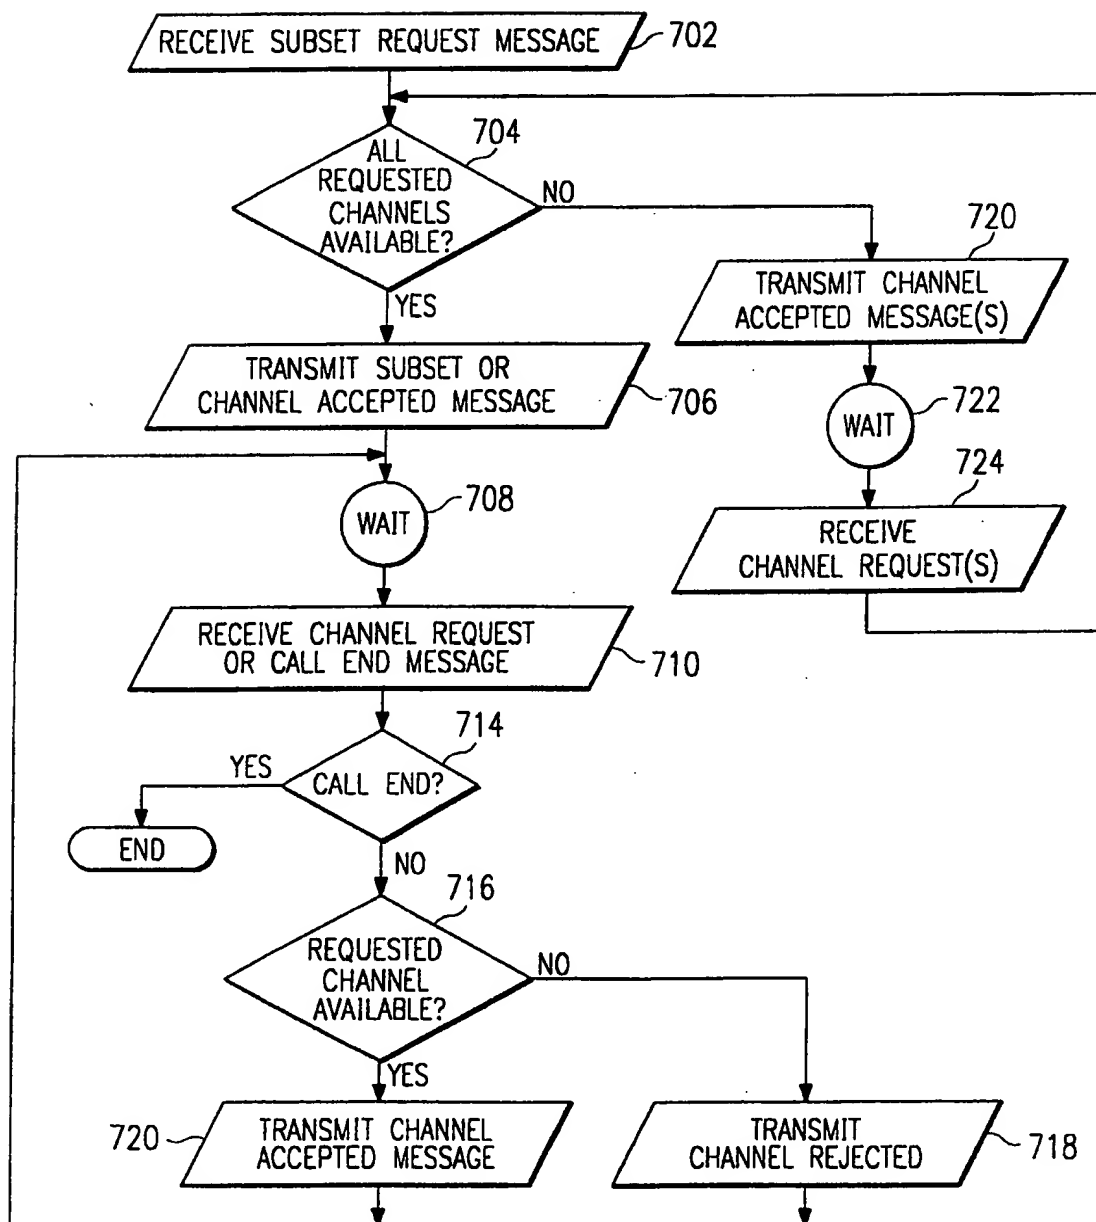 RECEIVE SUBSET REQUEST MESSAGE
702
704
ALL
REQUESTED
CHANNELS
AVAILABLE?
NO
YES
720
TRANSMIT CHANNEL
ACCEPTED MESSAGE(S)
TRANSMIT SUBSET OR
CHANNEL ACCEPTED MESSAGE
706
WAIT
722
WAIT
708
724
RECEIVE
CHANNEL REQUEST(S)
RECEIVE CHANNEL REQUEST
OR CALL END MESSAGE
710
714
CALL END?
YES
END
NO
716
REQUESTED
CHANNEL
AVAILABLE?
NO
YES
720
TRANSMIT CHANNEL
ACCEPTED MESSAGE
TRANSMIT
CHANNEL REJECTED
718